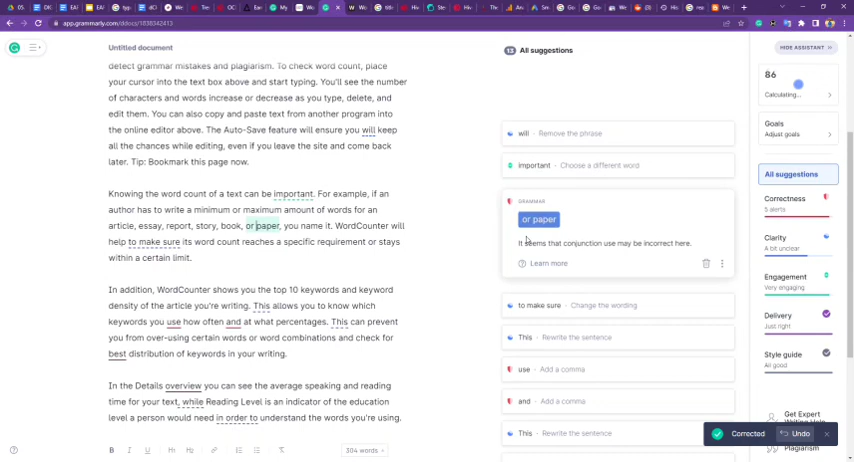 app.grammarly.com/docs/1838342413
Untitled document
detect grammar mistakes and plagiarism. To check word count, place
your cursor into the text box above and start typing. You'll see the number
of characters and words increase or decrease as you type, delete, and
edit them. You can also copy and paste text from another program into
the online editor above. The Auto-Save feature will ensure you will keep
all the changes while editing, even if you leave the site and come back
later. Tip: Bookmark this page now.
Knowing the word count of a text can be important. For example, if an
author has to write a minimum or maximum amount of words for an
article, essay, report, story, book, or paper, you name it. WordCounter will
help to make sure its word count reaches a specific requirement or stays
within a certain limit.
In addition, WordCounter shows you the top 10 keywords and keyword
density of the article you're writing. This allows you to know which
keywords you use how often and at what percentages. This can prevent
you from over-using certain words or word combinations and check for
best distribution of keywords in your writing.
In the Details overview you can see the average speaking and reading
time for your text, while Reading Level is an indicator of the education
level a person would need in order to understand the words you're using.
B I U H1 H2
304 words
13 All suggestions
will · Remove the phrase
important · Choose a different word
GRAMMAR
or paper
It seems that conjunction use may be incorrect here.
Learn more
to make sure · Change the wording
This · Rewrite the sentence
use · Add a comma
and · Add a comma
This · Rewrite the sentence
HIDE ASSISTANT
86
Calculating...
Goals
Adjust goals
All suggestions
Correctness
5 alerts
Clarity
A bit unclear
Engagement
Very engaging
Delivery
Just right
Style guide
All good
Get Expert
Writing Help
Plagiarism
Corrected
Undo